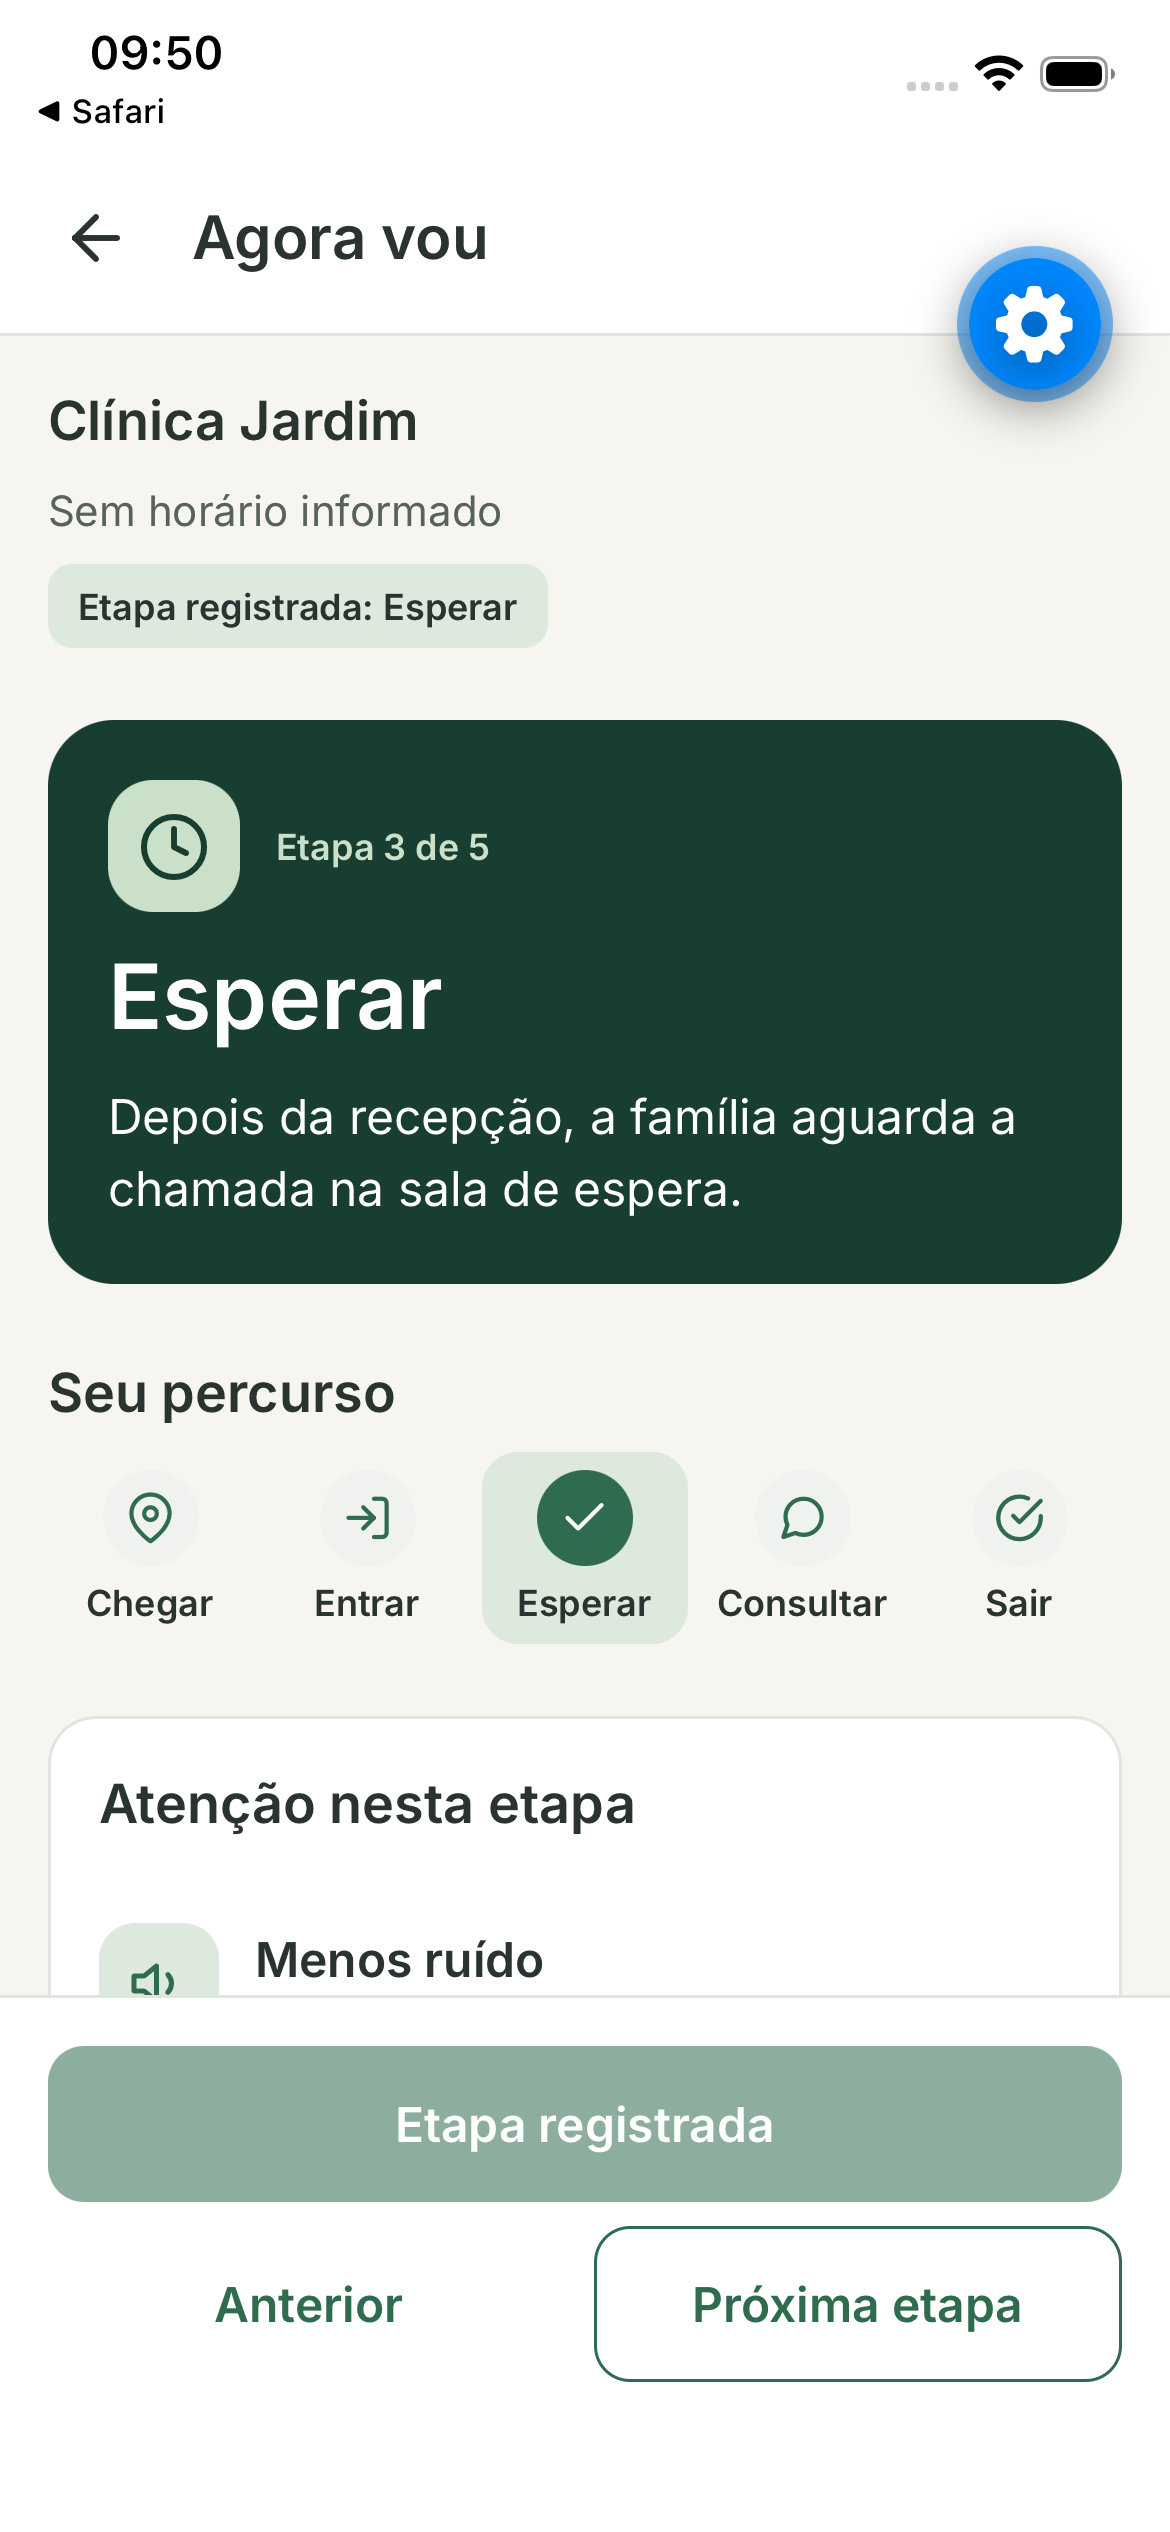 09:50
Safari
Agora vou
Clínica Jardim
Sem horário informado
Etapa registrada: Esperar
Etapa 3 de 5
Esperar
Depois da recepção, a família aguarda a
chamada na sala de espera.
Seu percurso
Chegar
Entrar
Esperar
Consultar
Sair
Atenção nesta etapa
Menos ruído
Etapa registrada
Anterior
Próxima etapa